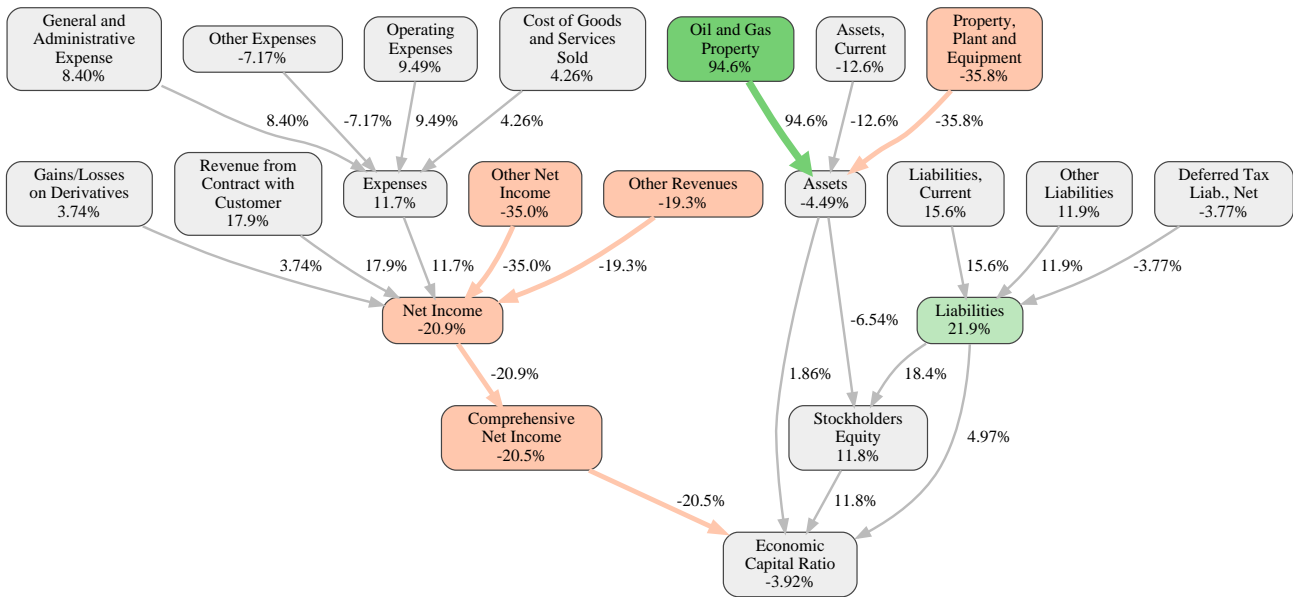 General and
Administrative
Expense
8.40%
Other Expenses
-7.17%
Operating
Expenses
9.49%
Cost of Goods
and Services
Sold
4.26%
Oil and Gas
Property
94.6%
Assets,
Current
-12.6%
Property,
Plant and
Equipment
-35.8%
8.40%
-7.17%
9.49%
4.26%
94.6%
-12.6%
-35.8%
Gains/Losses
on Derivatives
3.74%
Revenue from
Contract with
Customer
17.9%
Expenses
11.7%
Other Net
Income
-35.0%
Other Revenues
-19.3%
Assets
-4.49%
Liabilities,
Current
15.6%
Other
Liabilities
11.9%
Deferred Tax
Liab., Net
-3.77%
3.74%
17.9%
11.7%
-35.0%
-19.3%
15.6%
11.9%
-3.77%
Net Income
-20.9%
-6.54%
Liabilities
21.9%
-20.9%
1.86%
18.4%
Comprehensive
Net Income
-20.5%
Stockholders
Equity
11.8%
4.97%
-20.5%
11.8%
Economic
Capital Ratio
-3.92%